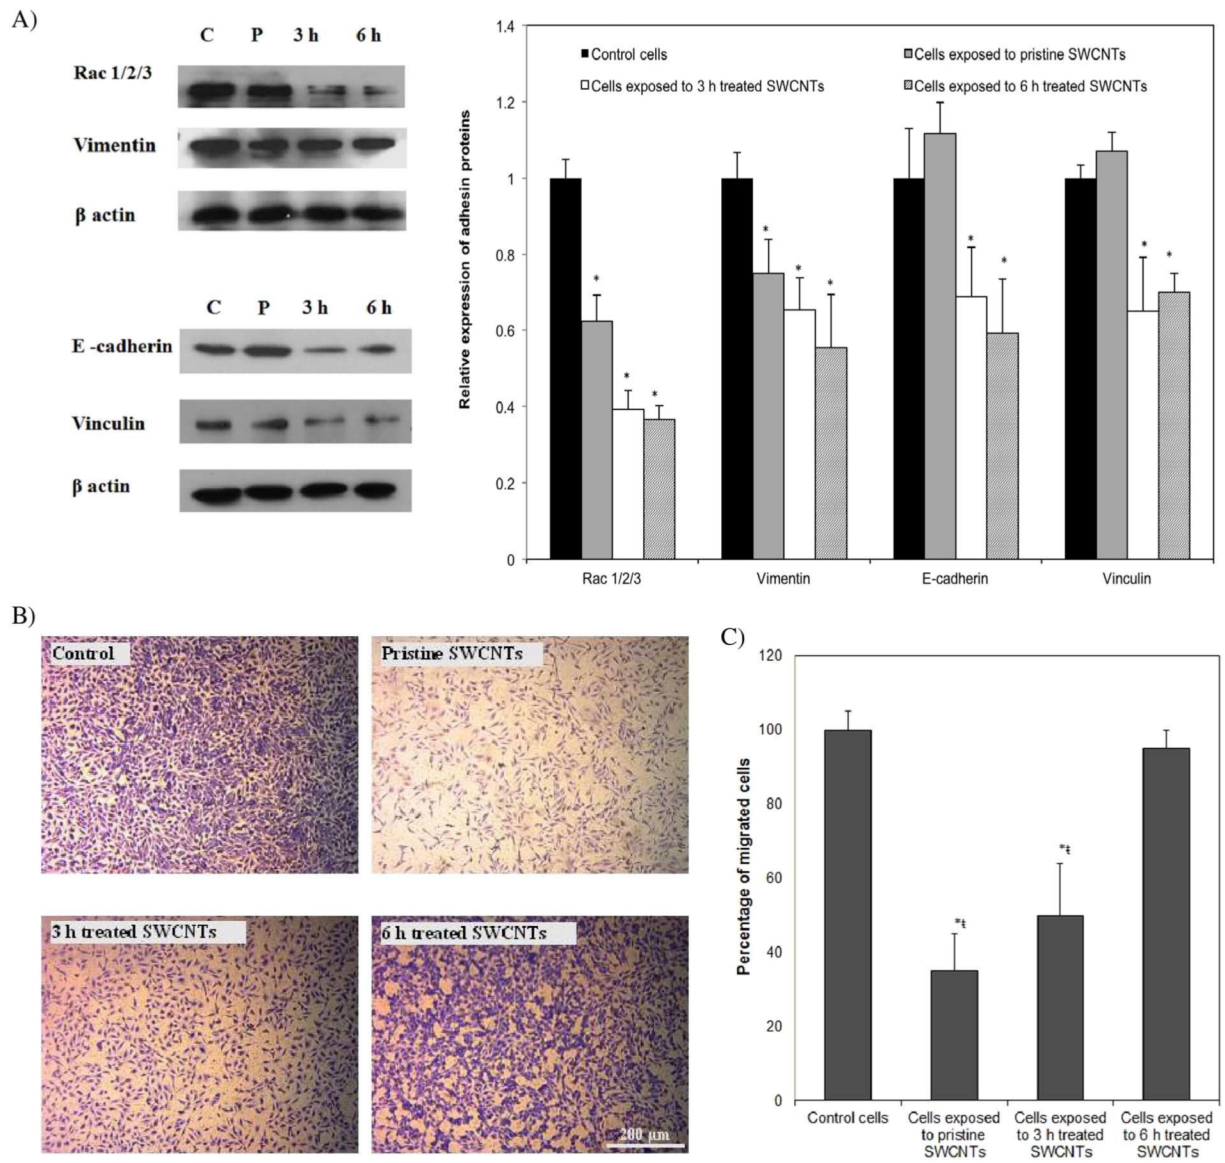 A)
C P 3 h 6 h
Rac 1/2/3
Vimentin
β actin
C P 3 h 6 h
E -cadherin
Vinculin
β actin
Relative expression of adhesin proteins
1.4
1.2
1
0.8
0.6
0.4
0.2
0
Control cells
Cells exposed to pristine SWCNTs
Cells exposed to 3 h treated SWCNTs
Cells exposed to 6 h treated SWCNTs
* * * * * * * * * *
Rac 1/2/3 Vimentin E-cadherin Vinculin
B)
Control
Pristine SWCNTs
3 h treated SWCNTs
6 h treated SWCNTs
200 µm
C)
Percentage of migrated cells
120
100
80
60
40
20
0
*ŧ
*ŧ
Control cells
Cells exposed
to pristine
SWCNTs
Cells exposed
to 3 h treated
SWCNTs
Cells exposed
to 6 h treated
SWCNTs